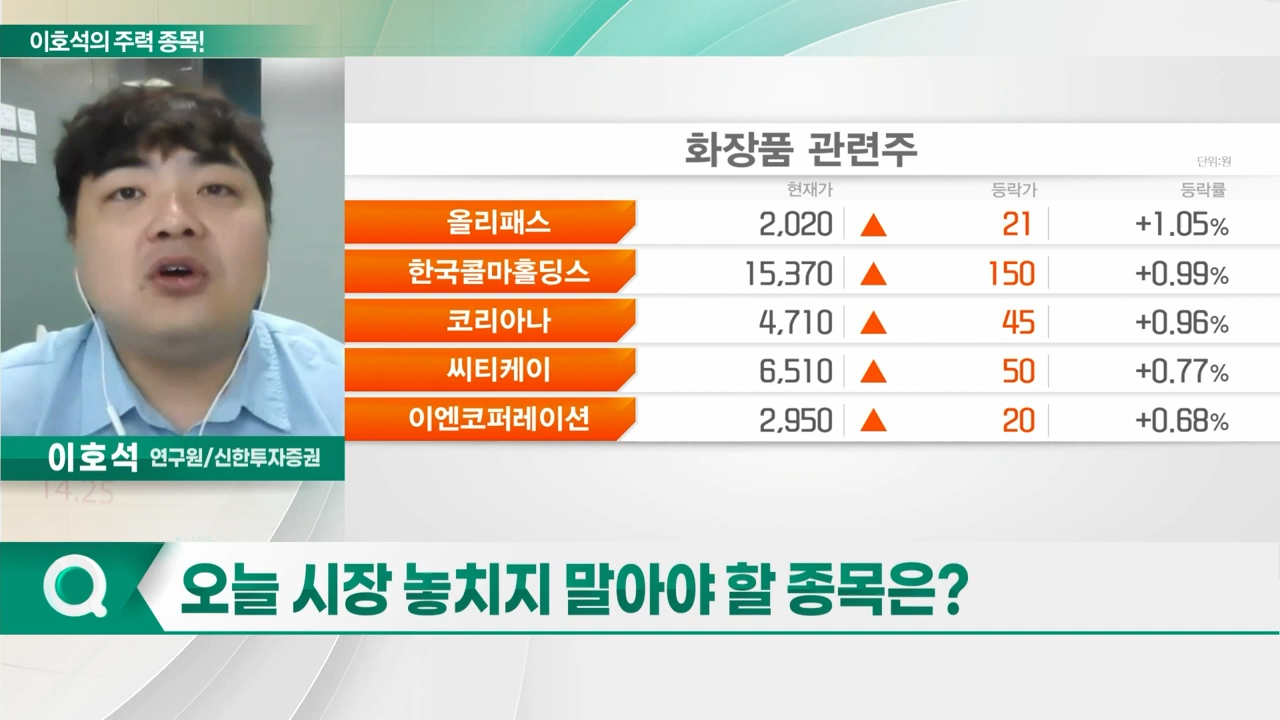 이호석의 주력 종목!
화장품 관련주
단위:원
현재가 등락가 등락률
올리패스 2,020 ▲ 21 +1.05%
한국콜마홀딩스 15,370 ▲ 150 +0.99%
코리아나 4,710 ▲ 45 +0.96%
씨티케이 6,510 ▲ 50 +0.77%
이엔코퍼레이션 2,950 ▲ 20 +0.68%
이호석 연구원/신한투자증권
14.25
Q 오늘 시장 놓치지 말아야 할 종목은?